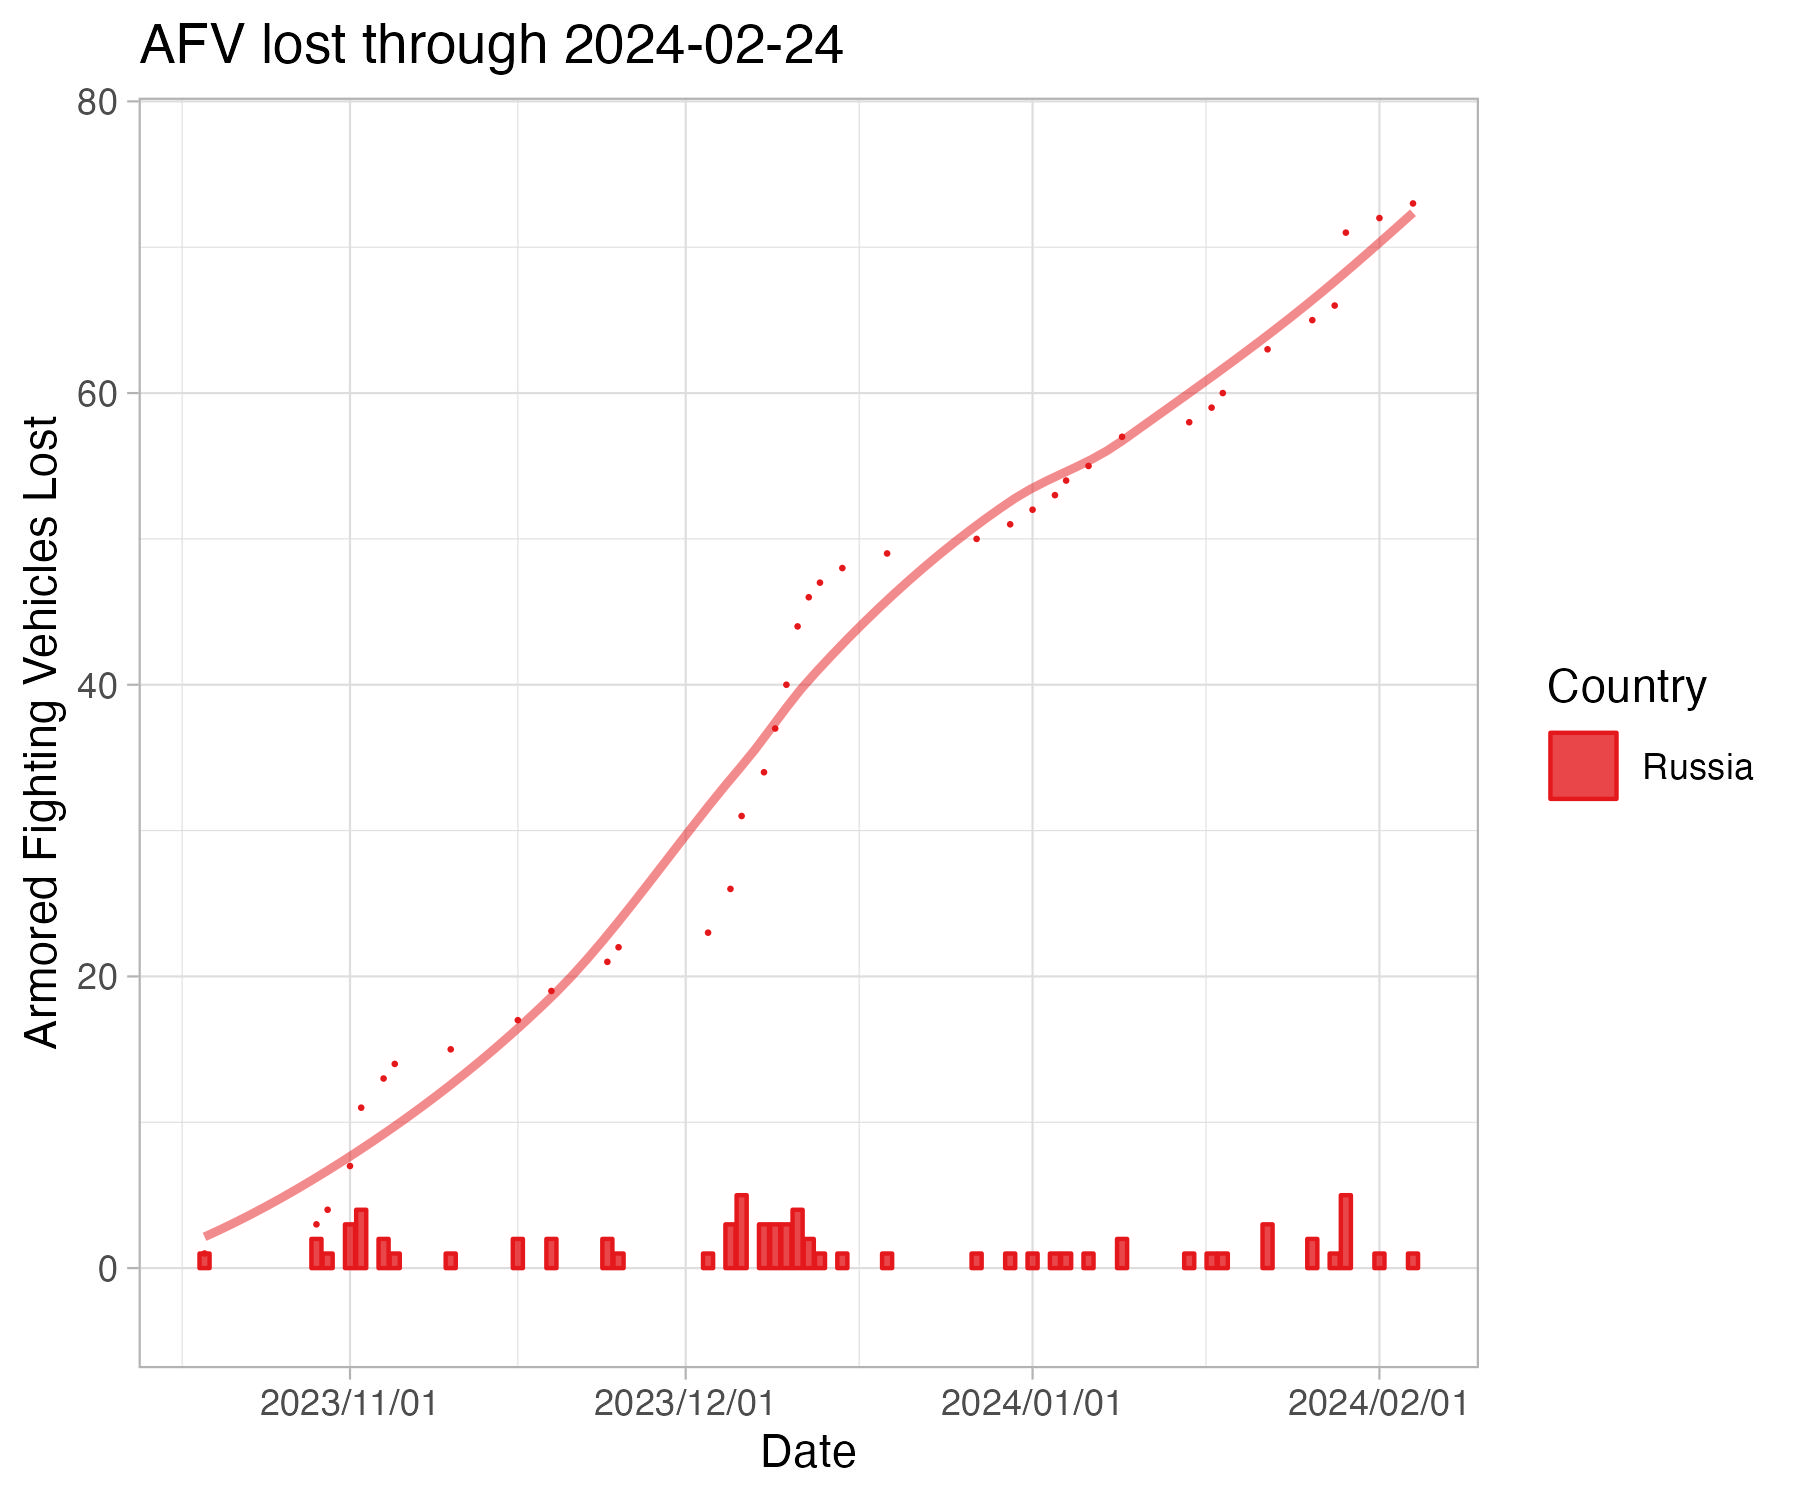 AFV lost through 2024-02-24
80
60
40
20
0
Armored Fighting Vehicles Lost
2023/11/01
2023/12/01
2024/01/01
2024/02/01
Date
Country
Russia